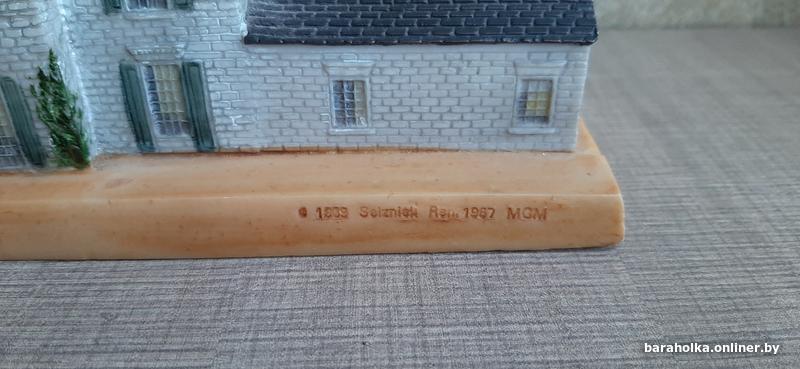 © 1939 Selznick Ren. 1967 MGM
baraholka.onliner.by